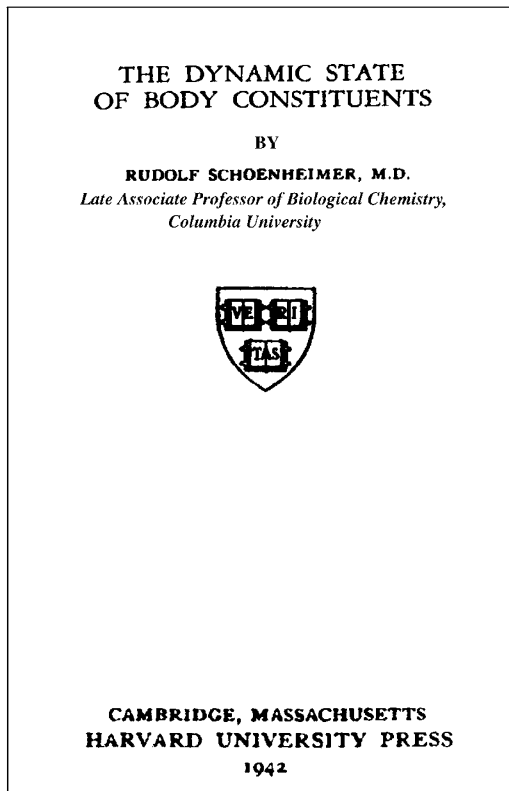 THE DYNAMIC STATE
OF BODY CONSTITUENTS
BY
RUDOLF SCHOENHEIMER, M.D.
Late Associate Professor of Biological Chemistry,
Columbia University
VE RI
TAS
CAMBRIDGE, MASSACHUSETTS
HARVARD UNIVERSITY PRESS
1942